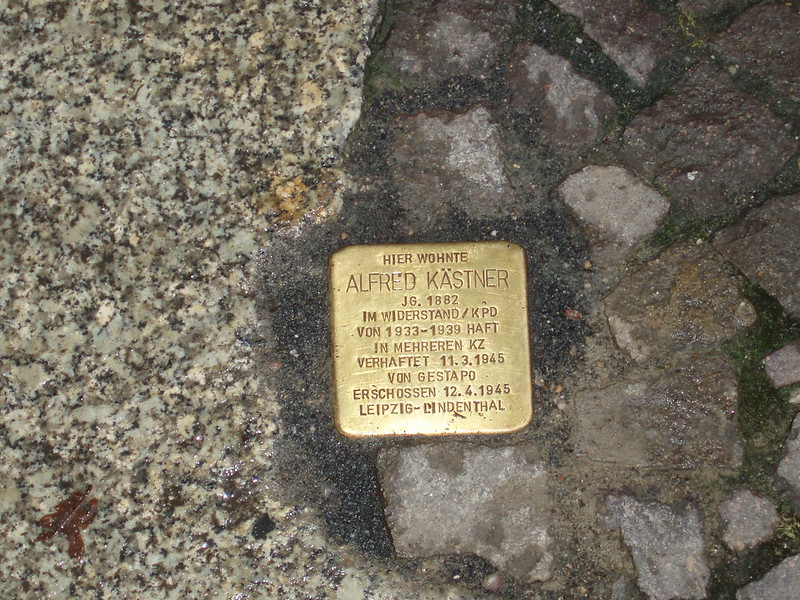 HIER WOHNTE
ALFRED KÄSTNER
JG. 1882
IM WIDERSTAND/KPD
VON 1933-1939 HAFT
IN MEHREREN KZ
VERHAFTET 11.3.1945
VON GESTAPO
ERSCHOSSEN 12.4.1945
LEIPZIG-LINDENTHAL